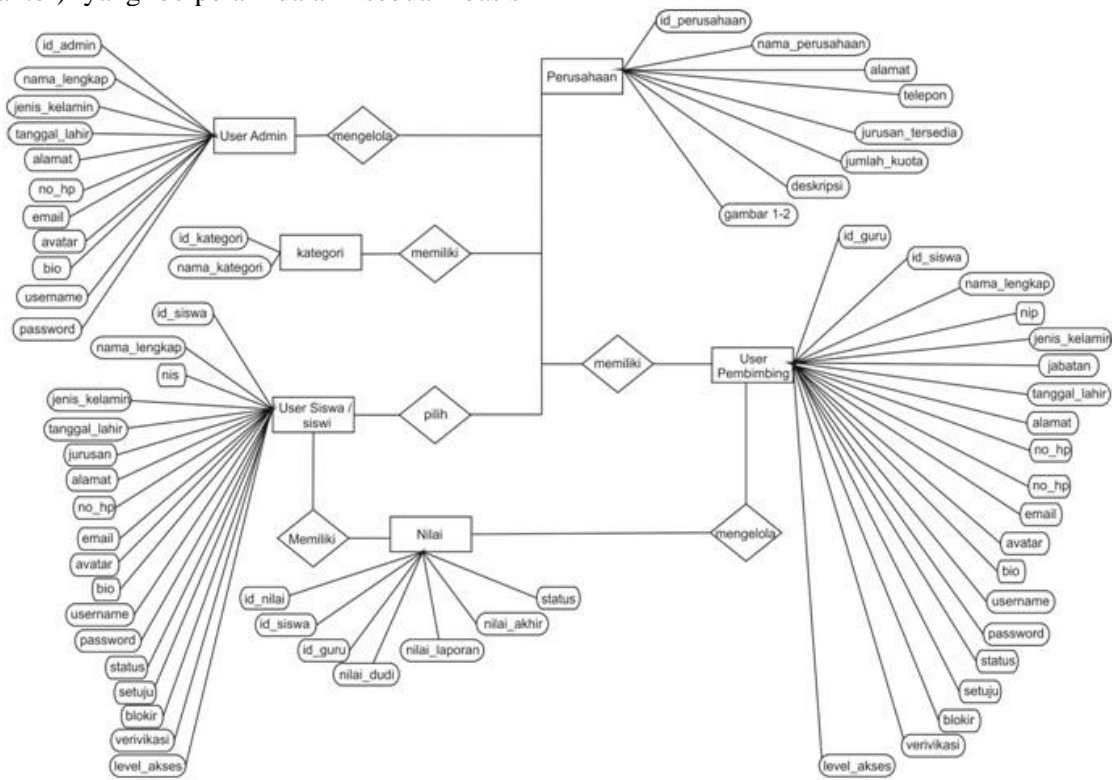 yang
sebuah
id_admin
nama_lengkap
jenis_kelamin
tanggal_lahir
alamat
no_hp
email
avatar
bio
username
password
User Admin
mengelola
Perusahaan
id_perusahaan
nama_perusahaan
alamat
telepon
jurusan_tersedia
jumlah_kuota
deskripsi
gambar 1-2
id_kategori
nama_kategori
kategori
memiliki
id_siswa
nama_lengkap
nis
jenis_kelamin
tanggal_lahir
jurusan
alamat
no_hp
email
avatar
bio
username
password
status
setuju
blokir
verivikasi
level_akses
User Siswa /
siswi
pilih
memiliki
User
Pembimbing
id_guru
id_siswa
nama_lengkap
nip
jenis_kelamin
jabatan
tanggal_lahir
alamat
no_hp
no_hp
email
avatar
bio
username
password
status
setuju
blokir
verivikasi
level_akses
Memiliki
Nilai
mengelola
id_nilai
id_siswa
id_guru
nilai_dudi
nilai_laporan
nilai_akhir
status